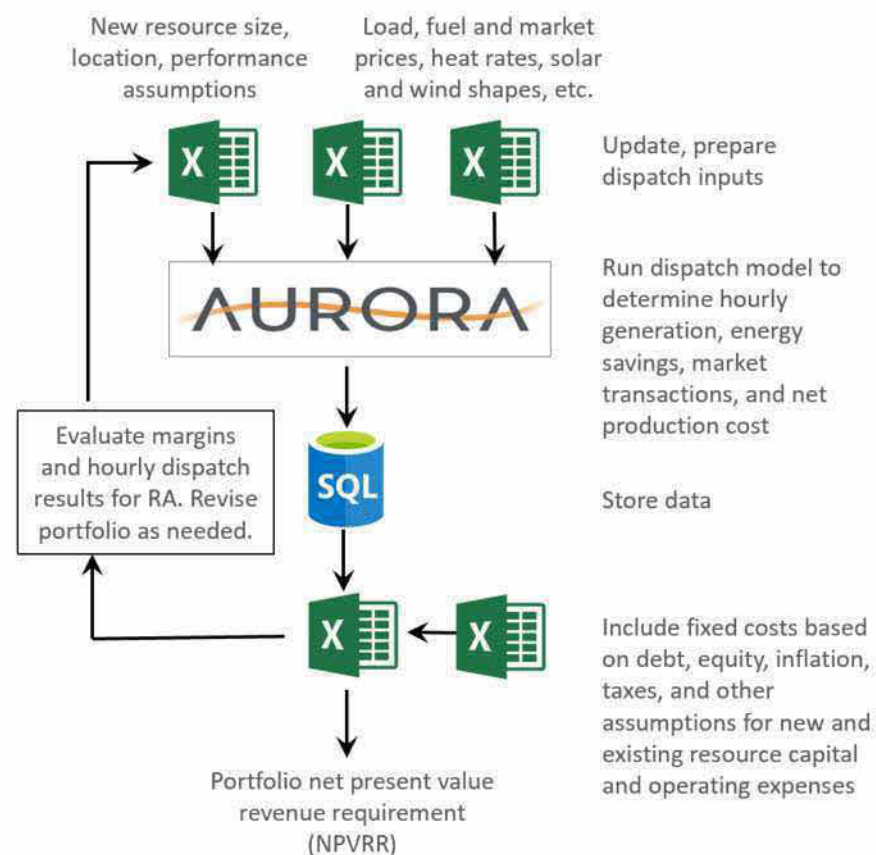 New resource size,
location, performance
assumptions
Load, fuel and market
prices, heat rates, solar
and wind shapes, etc.
X
X
X
Update, prepare
dispatch inputs
AURORA
Run dispatch model to
determine hourly
generation, energy
savings, market
transactions, and net
production cost
Evaluate margins
and hourly dispatch
results for RA. Revise
portfolio as needed.
SQL
Store data
X
X
Include fixed costs based
on debt, equity, inflation,
taxes, and other
assumptions for new and
existing resource capital
and operating expenses
Portfolio net present value
revenue requirement
(NPVRR)